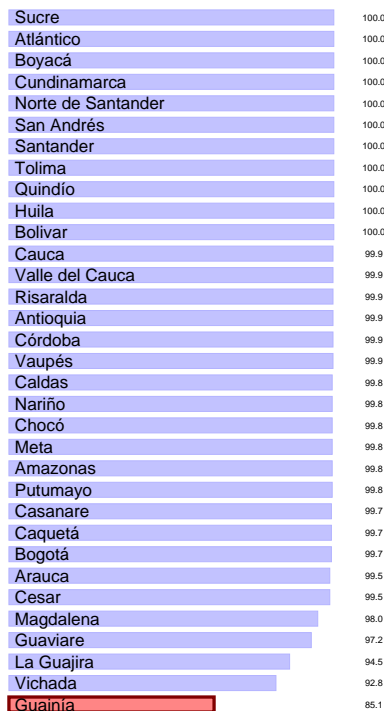 Sucre 100.0
Atlántico 100.0
Boyacá 100.0
Cundinamarca 100.0
Norte de Santander 100.0
San Andrés 100.0
Santander 100.0
Tolima 100.0
Quindío 100.0
Huila 100.0
Bolivar 100.0
Cauca 99.9
Valle del Cauca 99.9
Risaralda 99.9
Antioquia 99.9
Córdoba 99.9
Vaupés 99.9
Caldas 99.8
Nariño 99.8
Chocó 99.8
Meta 99.8
Amazonas 99.8
Putumayo 99.8
Casanare 99.7
Caquetá 99.7
Bogotá 99.7
Arauca 99.5
Cesar 99.5
Magdalena 98.0
Guaviare 97.2
La Guajira 94.5
Vichada 92.8
Guainía 85.1